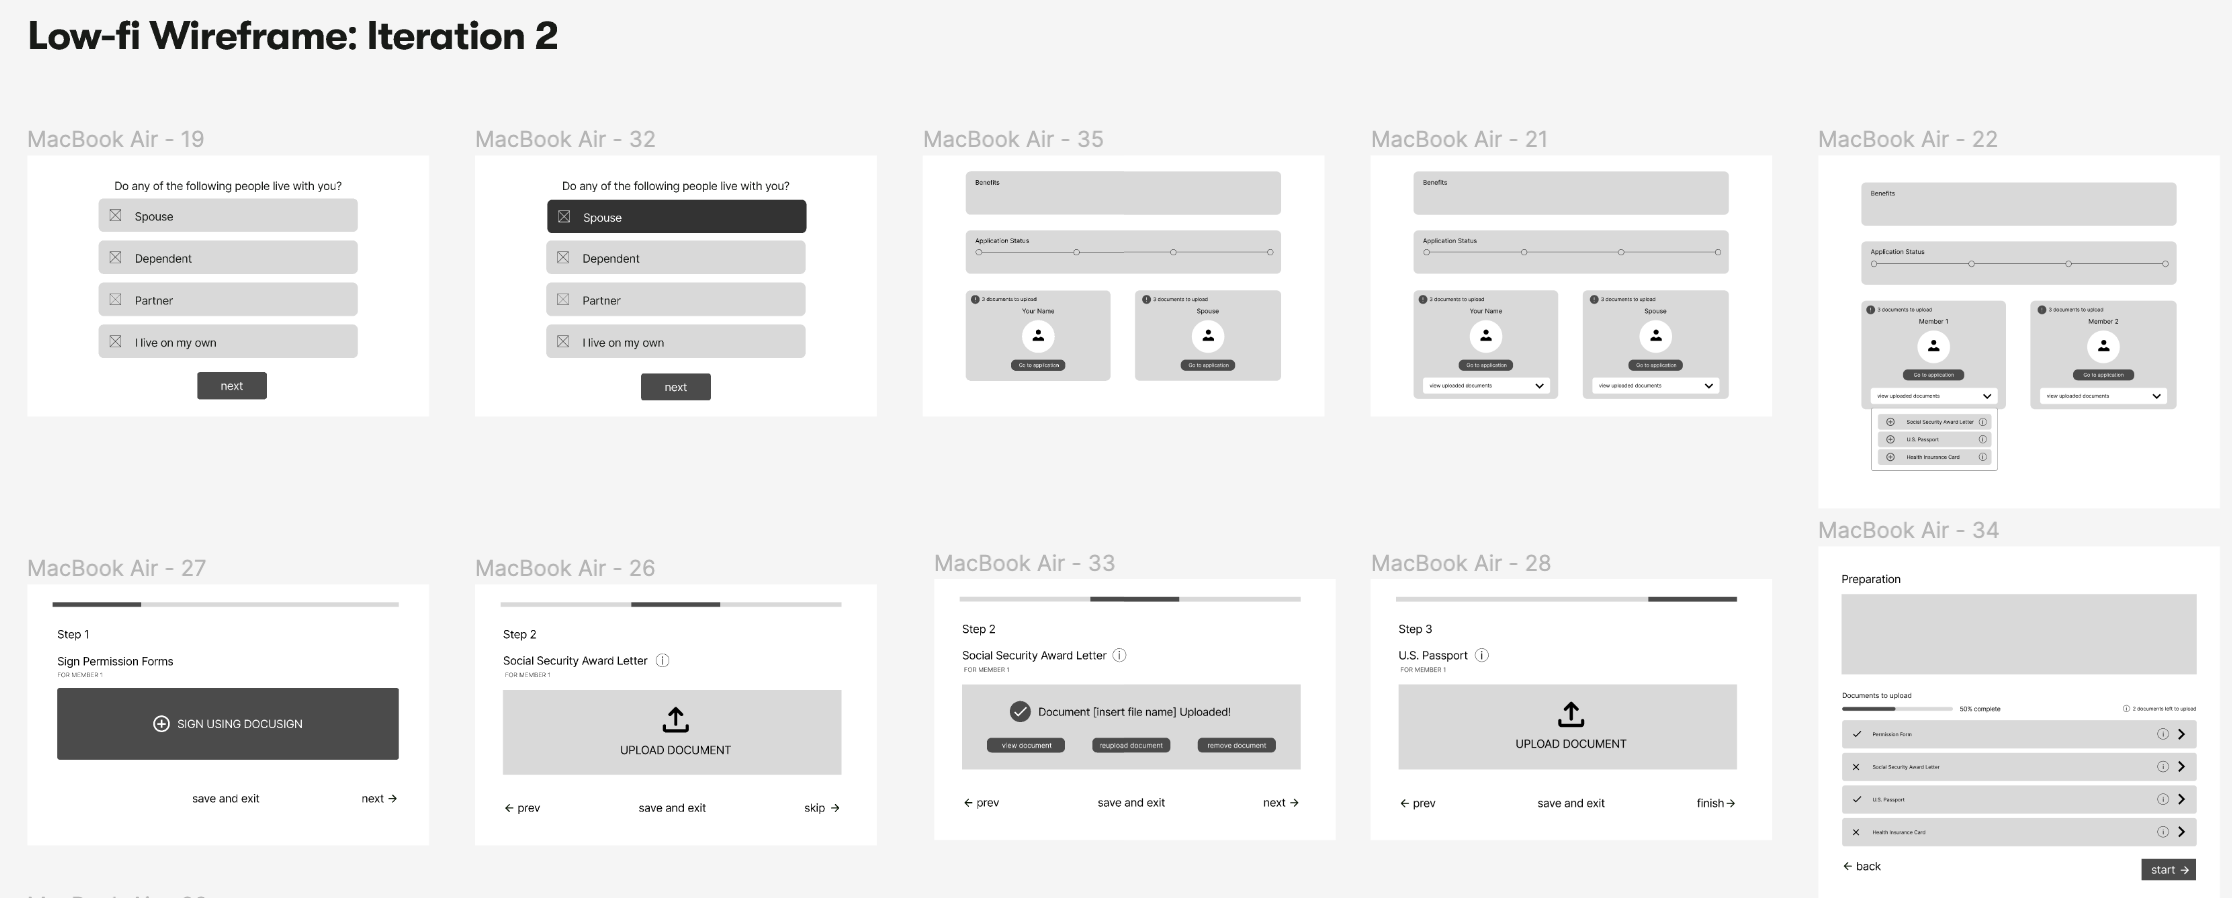 Low-fi Wireframe: Iteration 2
MacBook Air - 19
Do any of the following people live with you?
Spouse
Dependent
Partner
I live on my own
next
MacBook Air - 32
Do any of the following people live with you?
Spouse
Dependent
Partner
I live on my own
next
MacBook Air - 35
Benefits
Application Status
3 documents to upload
Your Name
Go to application
3 documents to upload
Spouse
Go to application
MacBook Air - 21
Benefits
Application Status
3 documents to upload
Your Name
Go to application
view uploaded documents
3 documents to upload
Spouse
Go to application
view uploaded documents
MacBook Air - 22
Benefits
Application Status
3 documents to upload
Member 1
Go to application
view uploaded documents
Social Security Award Letter
U.S. Passport
Health Insurance Card
3 documents to upload
Member 2
Go to application
view uploaded documents
MacBook Air - 27
Step 1
Sign Permission Forms
FOR MEMBER 1
SIGN USING DOCUSIGN
save and exit
next →
MacBook Air - 26
Step 2
Social Security Award Letter
FOR MEMBER 1
UPLOAD DOCUMENT
← prev
save and exit
skip →
MacBook Air - 33
Step 2
Social Security Award Letter
FOR MEMBER 1
Document [insert file name] Uploaded!
view document
reupload document
remove document
← prev
save and exit
next →
MacBook Air - 28
Step 3
U.S. Passport
FOR MEMBER 1
UPLOAD DOCUMENT
← prev
save and exit
finish →
MacBook Air - 34
Preparation
Documents to upload
50% complete
2 documents left to upload
Permission Form
Social Security Award Letter
U.S. Passport
Health Insurance Card
← back
start →